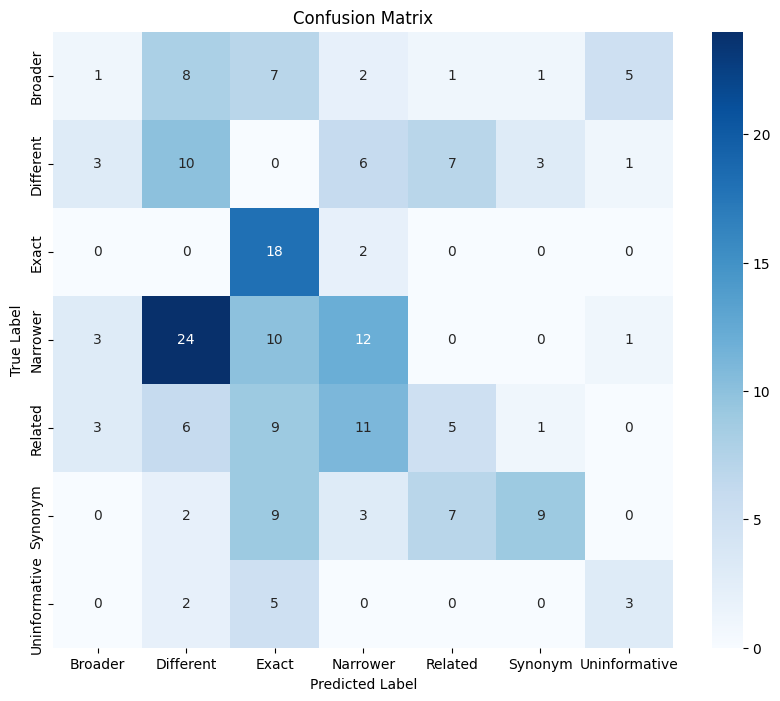 Confusion Matrix
True Label
Broader 1 8 7 2 1 1 5
Different 3 10 0 6 7 3 1
Exact 0 0 18 2 0 0 0
Narrower 3 24 10 12 0 0 1
Related 3 6 9 11 5 1 0
Synonym 0 2 9 3 7 9 0
Uninformative 0 2 5 0 0 0 3
Broader Different Exact Narrower Related Synonym Uninformative
Predicted Label
20
15
10
5
0